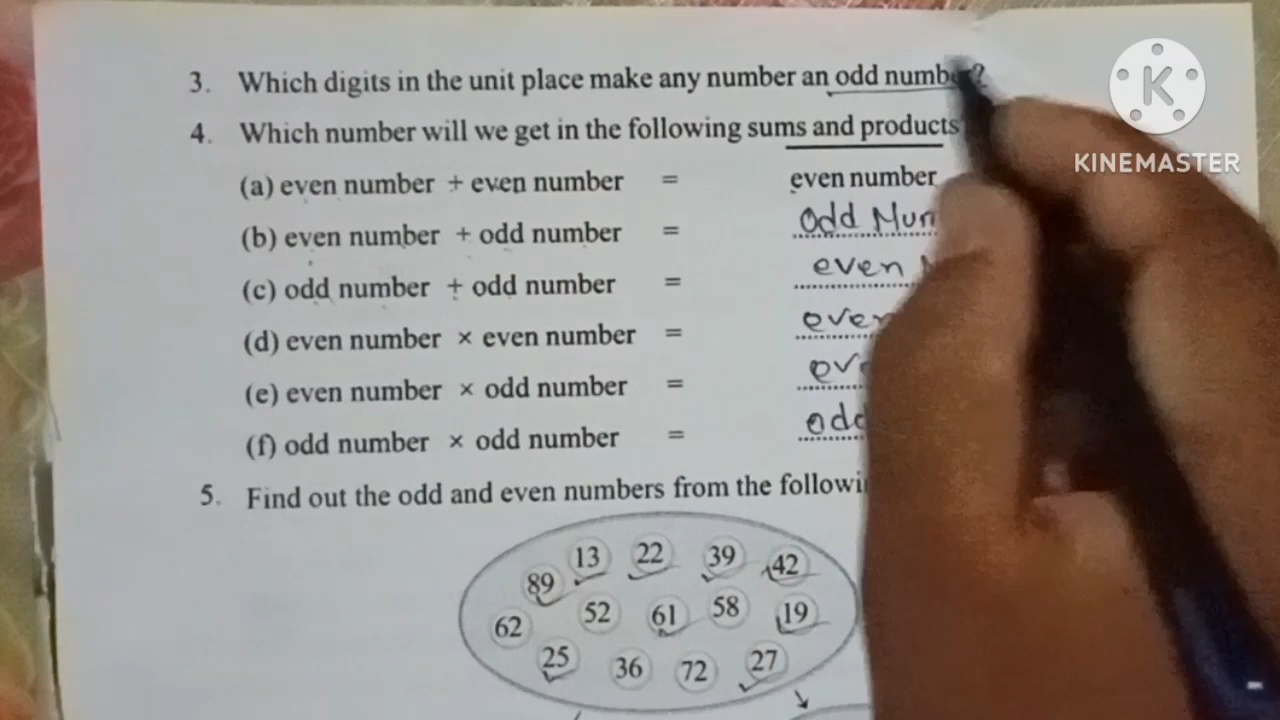 3. Which digits in the unit place make any number an odd number?
4. Which number will we get in the following sums and products
(a) even number + even number = even number
(b) even number + odd number = Odd
(c) odd number + odd number = even
(d) even number × even number =
(e) even number × odd number =
(f) odd number × odd number = odd
5. Find out the odd and even numbers from the
13 22 39 42
89
52 61 58 19
62
25 36 72 27
K
KINEMASTER